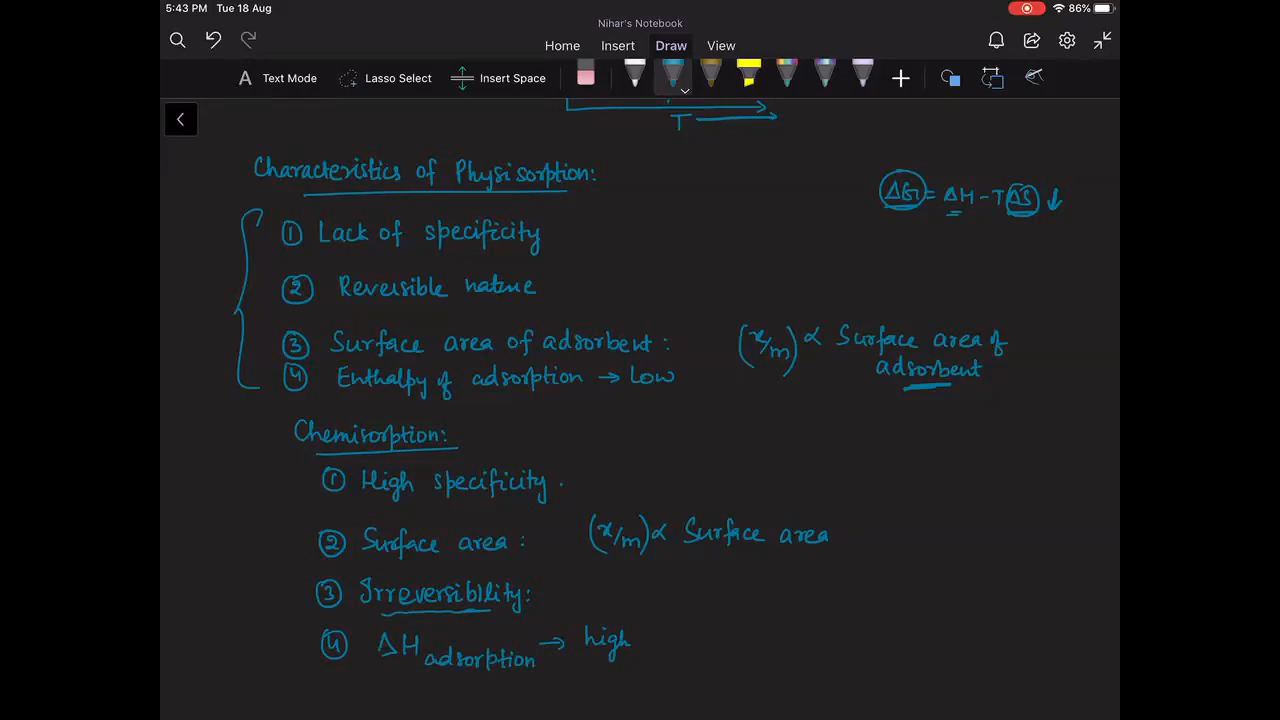 5:43 PM Tue 18 Aug
86%
Nihar's Notebook
Home Insert Draw View
A Text Mode Lasso Select Insert Space
T
Characteristics of Physisorption:
ΔG = ΔH - TΔS ↓
① Lack of specificity
② Reversible nature
③ Surface area of adsorbent: (x/m) ∝ Surface area of
adsorbent
④ Enthalpy of adsorption → Low
Chemisorption:
① High specificity.
② Surface area: (x/m) ∝ Surface area
③ Irreversibility:
④ ΔH adsorption → high